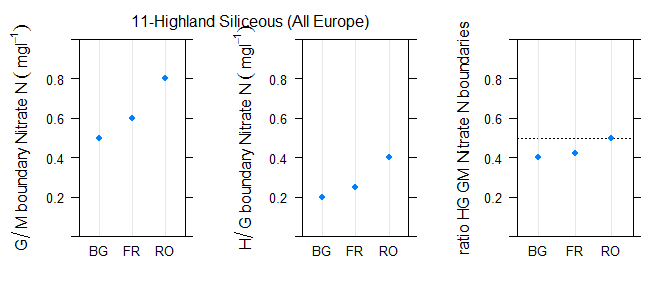 11-Highland Siliceous (All Europe)
G/M boundary Nitrate N ( mgl⁻¹)
0.8
0.6
0.4
0.2
BG FR RO
H/G boundary Nitrate N ( mgl⁻¹)
0.8
0.6
0.4
0.2
BG FR RO
ratio HG GM Nitrate N boundaries
0.8
0.6
0.4
0.2
BG FR RO